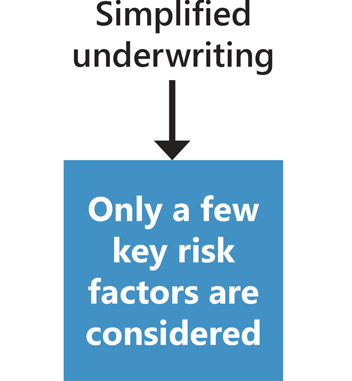 Simplified
underwriting
Only a few
key risk
factors are
considered